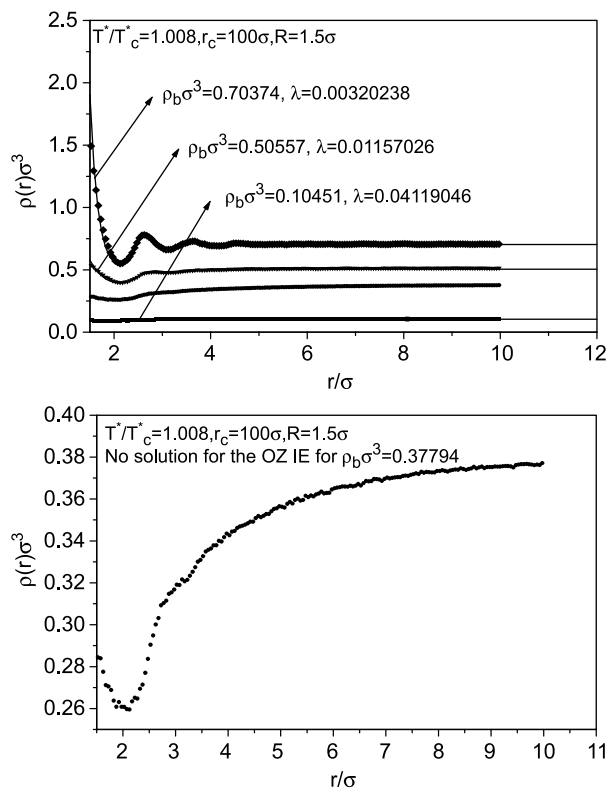 2.5
T*/T*c=1.008,rc=100σ,R=1.5σ
2.0
ρbσ³=0.70374, λ=0.00320238
1.5
ρbσ³=0.50557, λ=0.01157026
1.0
ρbσ³=0.10451, λ=0.04119046
0.5
0.0
ρ(r)σ³
2 4 6 8 10 12
r/σ
0.40
T*/T*c=1.008,rc=100σ,R=1.5σ
No solution for the OZ IE for ρbσ³=0.37794
0.38
0.36
0.34
0.32
0.30
0.28
0.26
ρ(r)σ³
2 3 4 5 6 7 8 9 10 11
r/σ